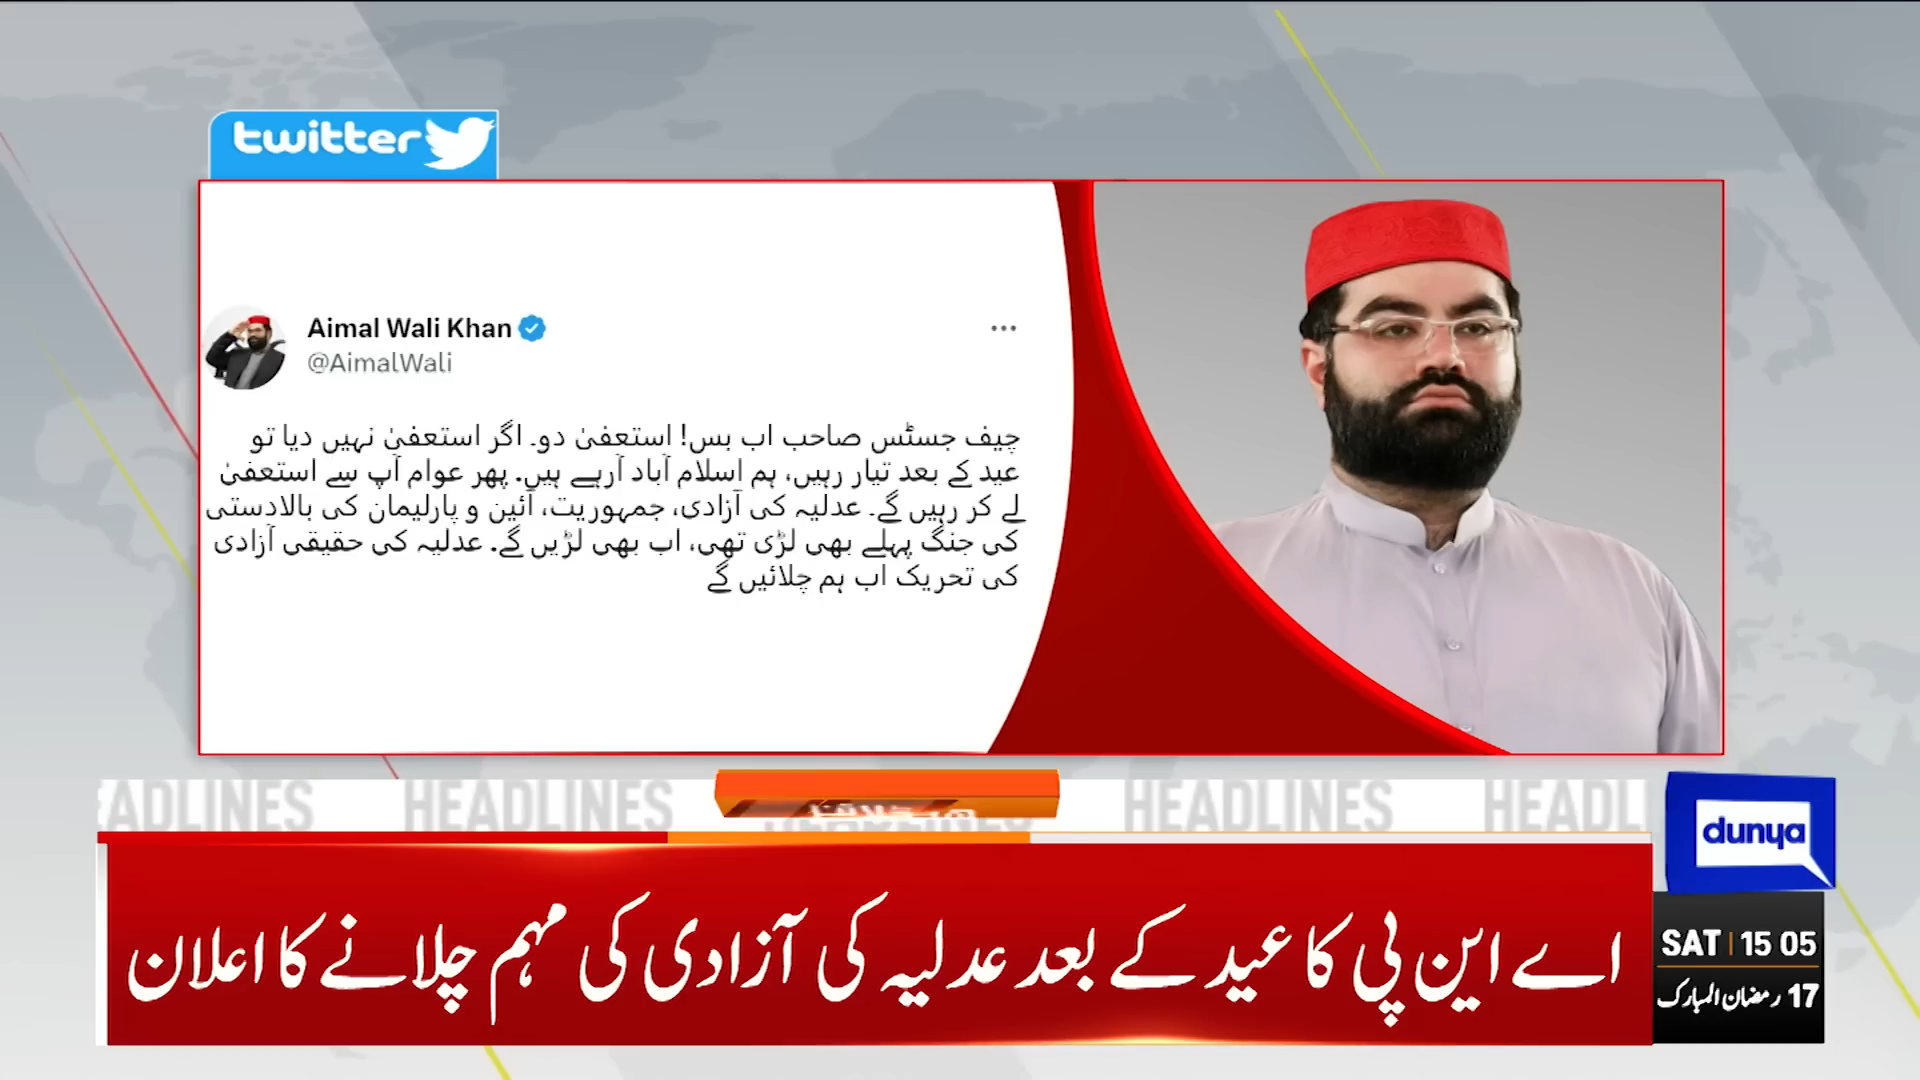 twitter
Aimal Wali Khan
@AimalWali
چیف جسٹس صاحب اب بس! استعفیٰ دو۔ اگر استعفیٰ نہیں دیا تو
عید کے بعد تیار رہیں، ہم اسلام آباد آرہے ہیں۔ پھر عوام آپ سے استعفیٰ
لے کر رہیں گے۔ عدلیہ کی آزادی، جمہوریت، آئین و پارلیمان کی بالادستی
کی جنگ پہلے بھی لڑی تھی، اب بھی لڑیں گے۔ عدلیہ کی حقیقی آزادی
کی تحریک اب ہم چلائیں گے
EADLINES HEADLINES HEADLINES HEADL
dunya
اے این پی کا عید کے بعد عدلیہ کی آزادی کی مہم چلانے کا اعلان
SAT 15 05
17 رمضان المبارک